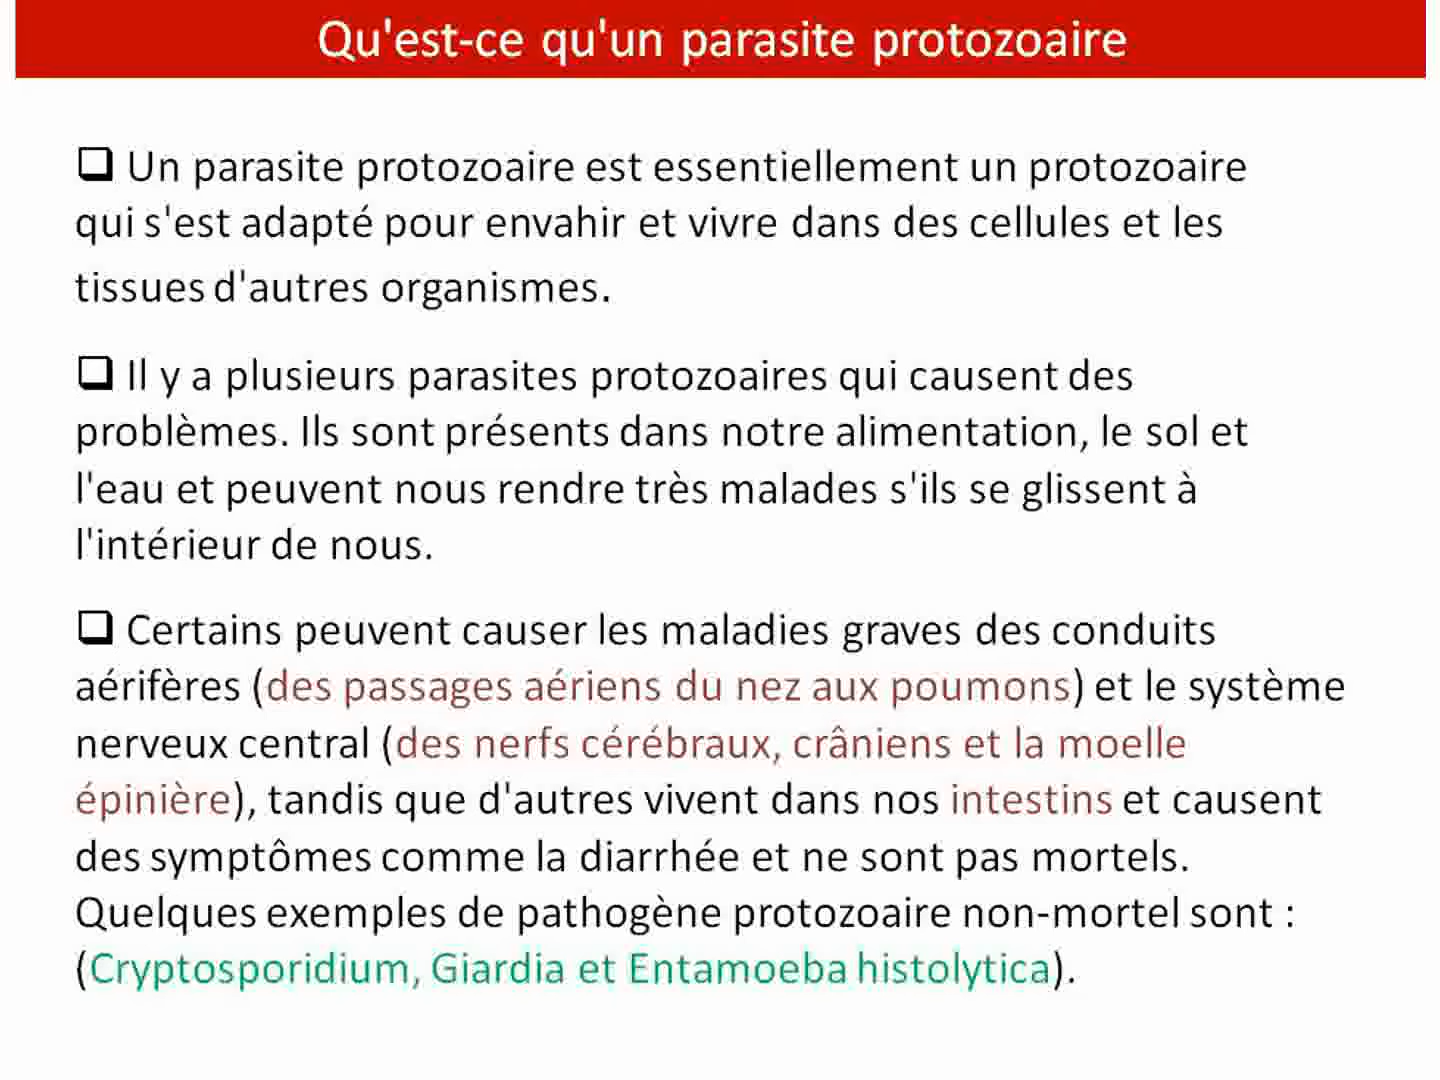 Qu'est-ce qu'un parasite protozoaire
❑ Un parasite protozoaire est essentiellement un protozoaire
qui s'est adapté pour envahir et vivre dans des cellules et les
tissues d'autres organismes.
❑ Il y a plusieurs parasites protozoaires qui causent des
problèmes. Ils sont présents dans notre alimentation, le sol et
l'eau et peuvent nous rendre très malades s'ils se glissent à
l'intérieur de nous.
❑ Certains peuvent causer les maladies graves des conduits
aérifères (des passages aériens du nez aux poumons) et le système
nerveux central (des nerfs cérébraux, crâniens et la moelle
épinière), tandis que d'autres vivent dans nos intestins et causent
des symptômes comme la diarrhée et ne sont pas mortels.
Quelques exemples de pathogène protozoaire non-mortel sont :
(Cryptosporidium, Giardia et Entamoeba histolytica).